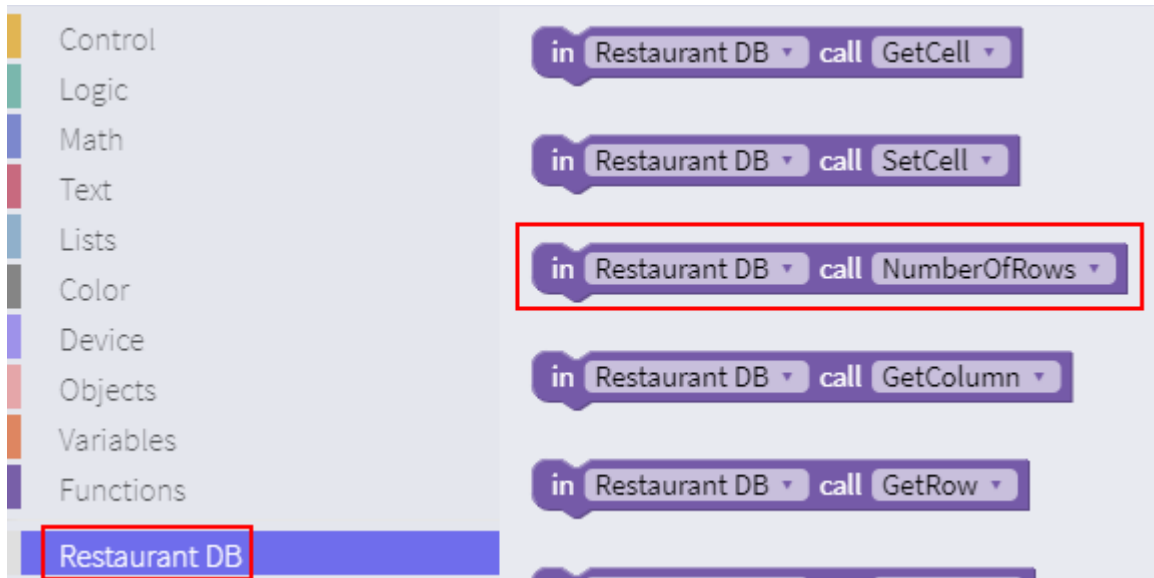 Control
Logic
Math
Text
Lists
Color
Device
Objects
Variables
Functions
Restaurant DB
in Restaurant DB call GetCell
in Restaurant DB call SetCell
in Restaurant DB call NumberOfRows
in Restaurant DB call GetColumn
in Restaurant DB call GetRow